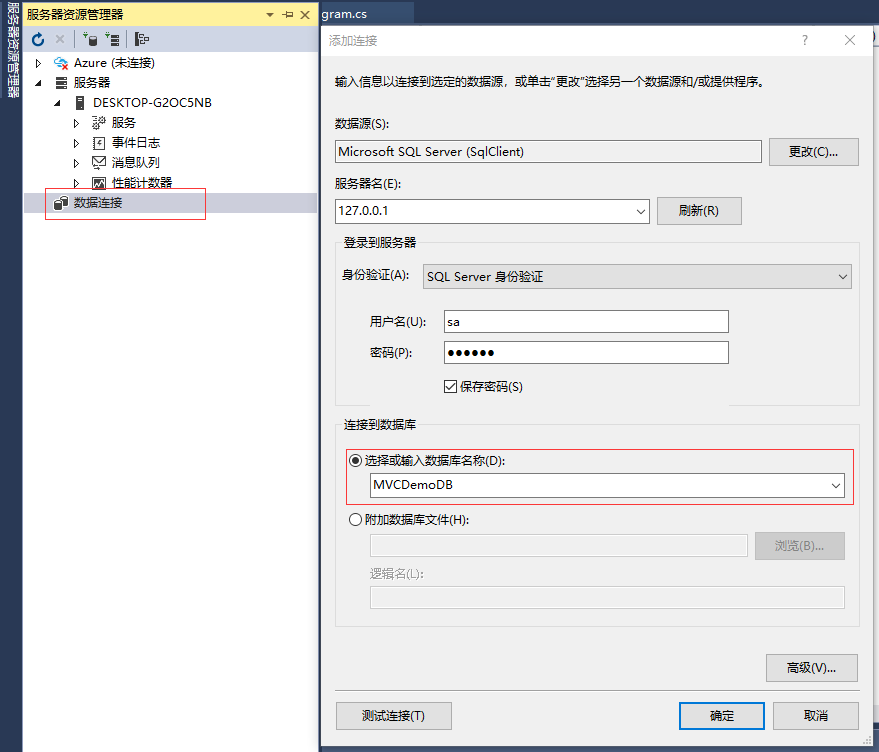 服务器资源管理器
服务器资源管理器
gram.cs
Azure (未连接)
服务器
DESKTOP-G2OC5NB
服务
事件日志
消息队列
性能计数器
数据连接
添加连接
?
输入信息以连接到选定的数据源，或单击“更改”选择另一个数据源和/或提供程序。
数据源(S):
Microsoft SQL Server (SqlClient)
更改(C)...
服务器名(E):
127.0.0.1
刷新(R)
登录到服务器
身份验证(A):
SQL Server 身份验证
用户名(U):
sa
密码(P):
●●●●●●
保存密码(S)
连接到数据库
选择或输入数据库名称(D):
MVCDemoDB
附加数据库文件(H):
浏览(B)...
逻辑名(L):
高级(V)...
测试连接(T)
确定
取消